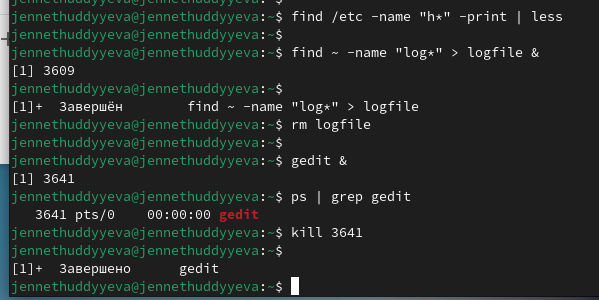 jennethuddyyeva@jennethuddyyeva:~$ find /etc -name "h*" -print | less
jennethuddyyeva@jennethuddyyeva:~$
jennethuddyyeva@jennethuddyyeva:~$ find ~ -name "log*" > logfile &
[1] 3609
jennethuddyyeva@jennethuddyyeva:~$
[1]+  Завершён        find ~ -name "log*" > logfile
jennethuddyyeva@jennethuddyyeva:~$ rm logfile
jennethuddyyeva@jennethuddyyeva:~$
jennethuddyyeva@jennethuddyyeva:~$ gedit &
[1] 3641
jennethuddyyeva@jennethuddyyeva:~$ ps | grep gedit
   3641 pts/0    00:00:00 gedit
jennethuddyyeva@jennethuddyyeva:~$ kill 3641
jennethuddyyeva@jennethuddyyeva:~$
[1]+  Завершено      gedit
jennethuddyyeva@jennethuddyyeva:~$